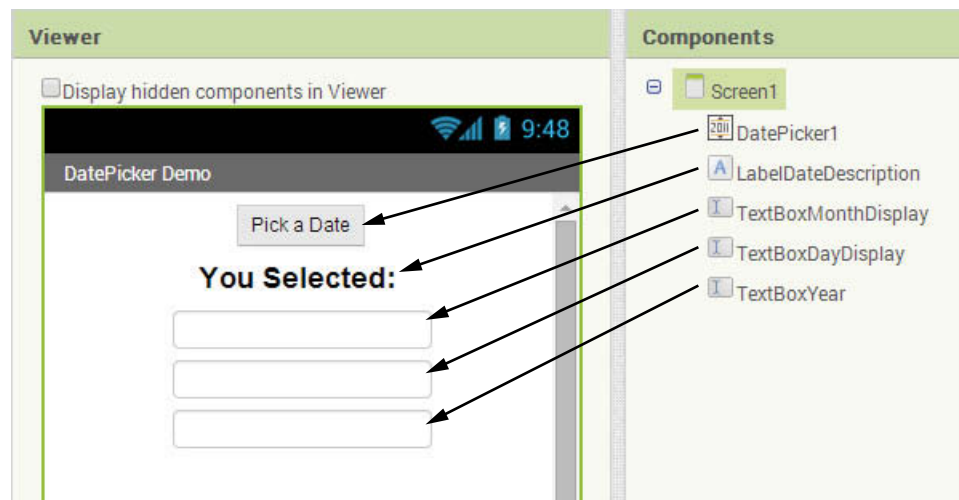 Viewer
Display hidden components in Viewer
9:48
DatePicker Demo
Pick a Date
You Selected:
Components
Screen1
DatePicker1
LabelDateDescription
TextBoxMonthDisplay
TextBoxDayDisplay
TextBoxYear